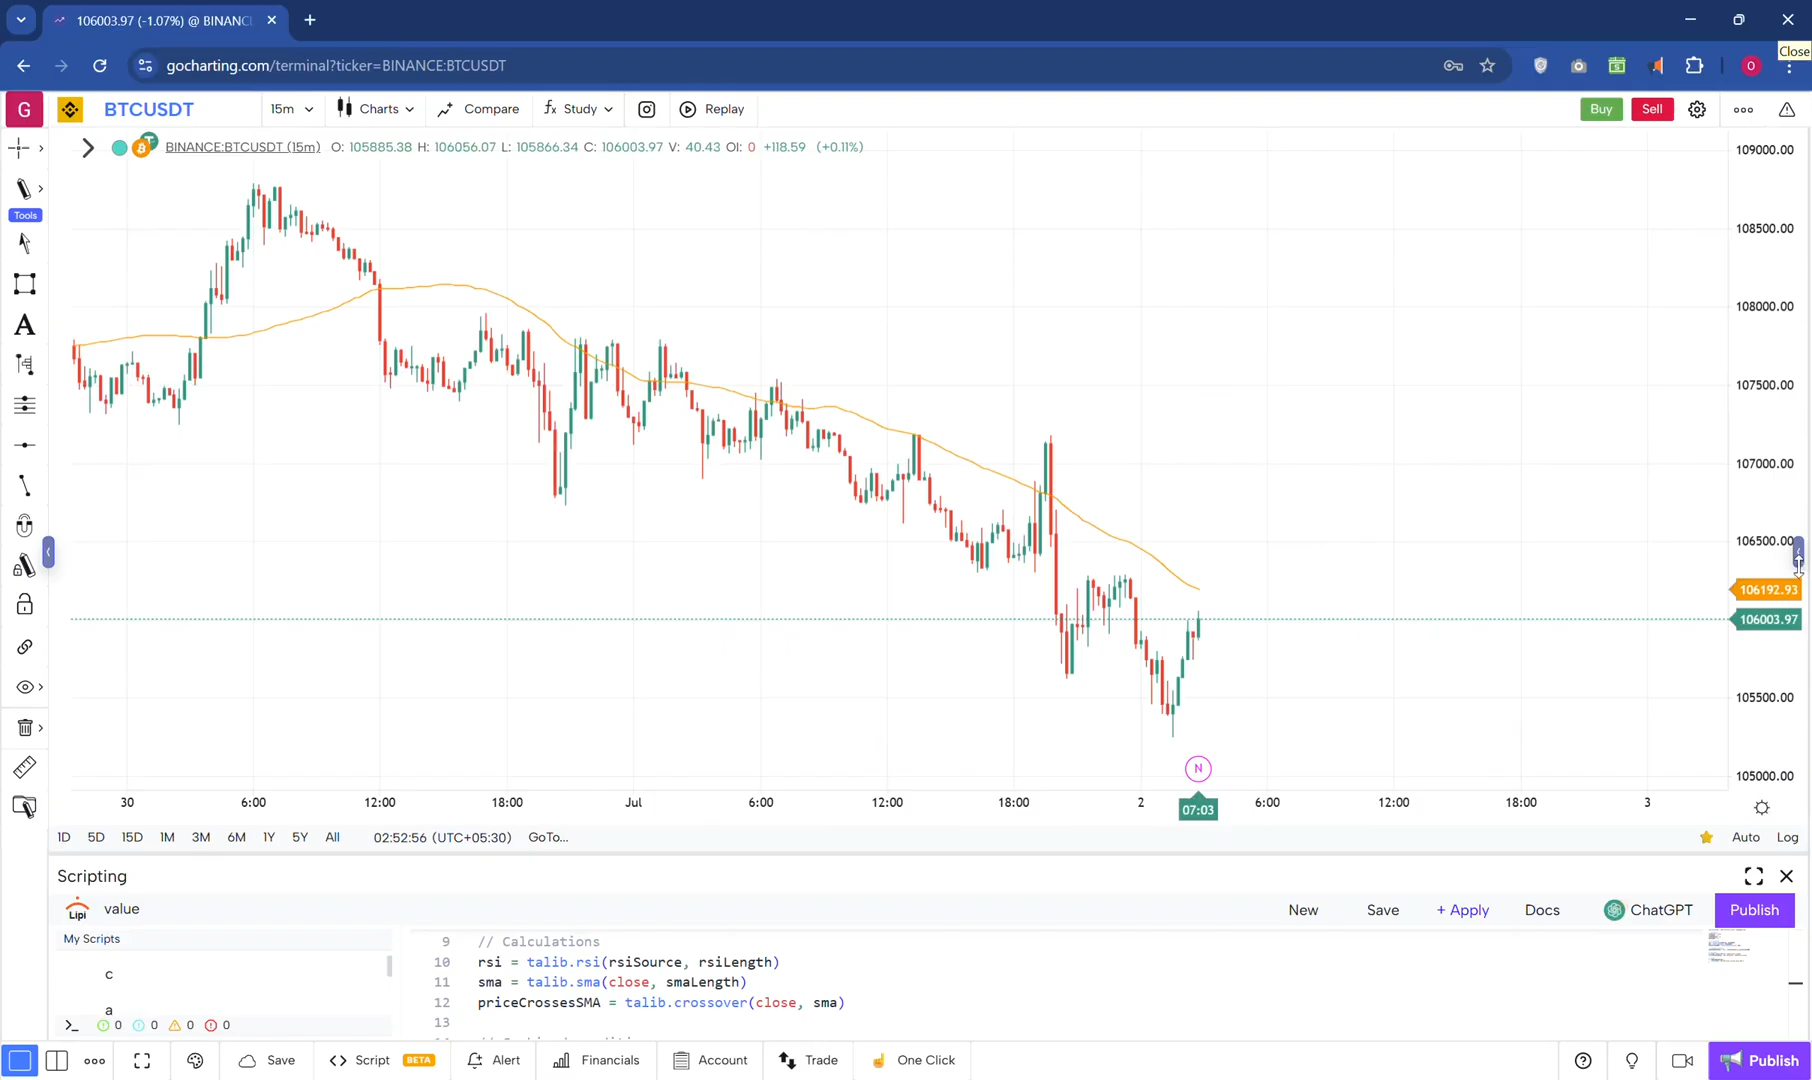 106003.97 (-1.07%) @ BINANC
Close
gocharting.com/terminal?ticker=BINANCE:BTCUSDT
O
G
BTCUSDT
15m
Charts
Compare
fx Study
Replay
Buy
Sell
BINANCE:BTCUSDT (15m) O: 105885.38 H: 106056.07 L: 105866.34 C: 106003.97 V: 40.43 OI: 0 +118.59 (+0.11%)
Tools
A
109000.00
108500.00
108000.00
107500.00
107000.00
106500.00
106192.93
106003.97
105500.00
105000.00
N
30 6:00 12:00 18:00 Jul 6:00 12:00 18:00 2 6:00 12:00 18:00 3
07:03
1D 5D 15D 1M 3M 6M 1Y 5Y All 02:52:56 (UTC+05:30) GoTo... Auto Log
Scripting
Lipi value New Save + Apply Docs ChatGPT Publish
My Scripts
c
a
0 0 0 0
9 // Calculations
10 rsi = talib.rsi(rsiSource, rsiLength)
11 sma = talib.sma(close, smaLength)
12 priceCrossesSMA = talib.crossover(close, sma)
13
Save Script BETA Alert Financials Account Trade One Click Publish